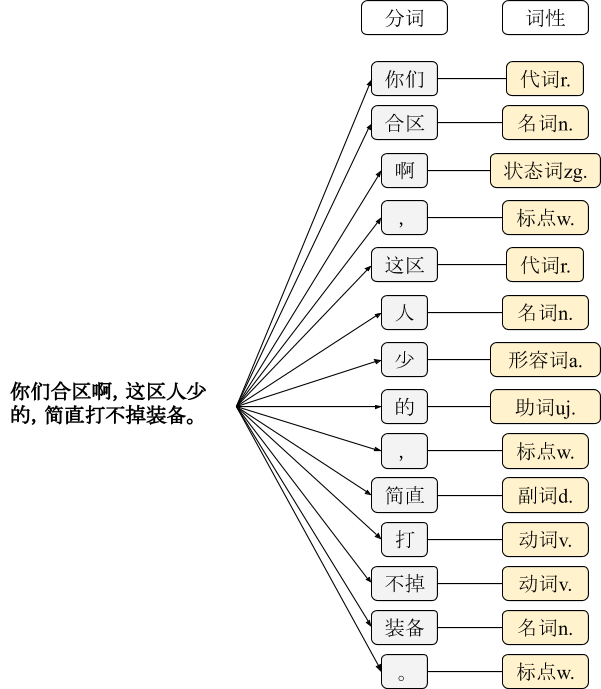 分词 词性
你们 代词r.
合区 名词n.
啊 状态词zg.
， 标点w.
这区 代词r.
人 名词n.
少 形容词a.
你们合区啊, 这区人少
的, 简直打不掉装备。
的 助词uj.
， 标点w.
简直 副词d.
打 动词v.
不掉 动词v.
装备 名词n.
。 标点w.